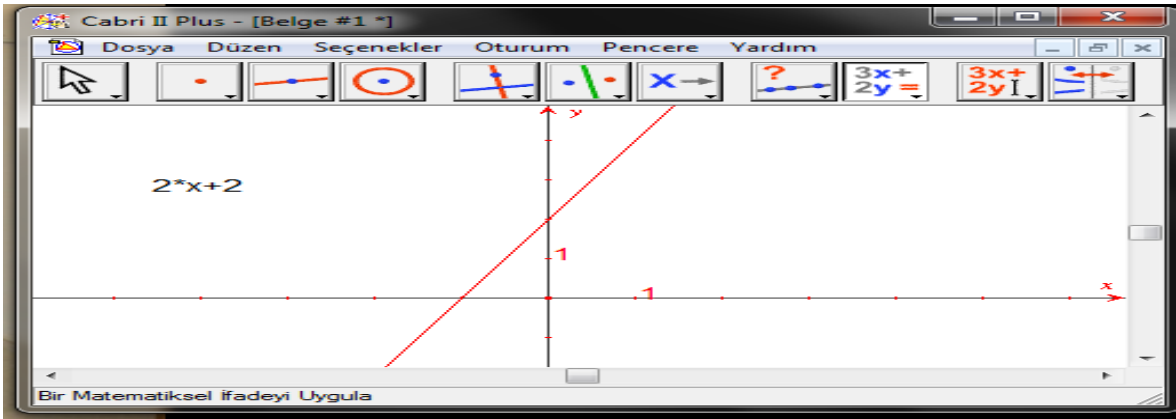 Cabri II Plus - [Belge #1 *]
Dosya Düzen Seçenekler Oturum Pencere Yardım
? 3x+ 3x+
x 2y = 2y
y
2*x+2
1
1
x
Bir Matematiksel İfadeyi Uygula